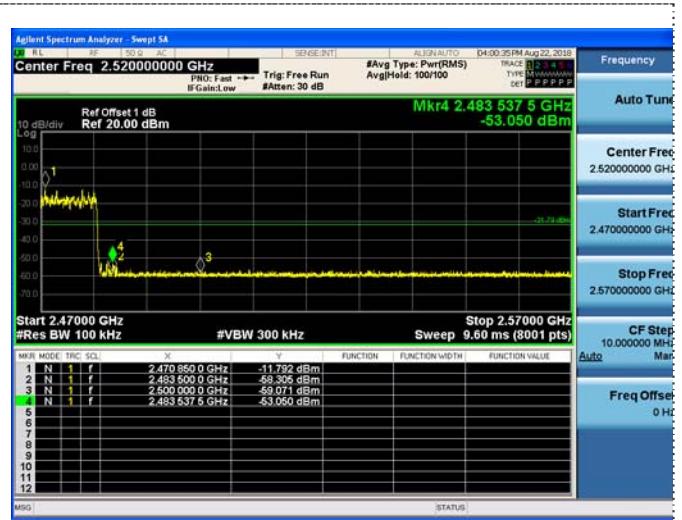 Agilent Spectrum Analyzer - Swept SA
RL RF 50 Ω AC SENSE:INT ALIGN AUTO 04:00:35 PM Aug 22, 2018
Center Freq 2.520000000 GHz
PNO: Fast
IFGain:Low
Trig: Free Run
#Atten: 30 dB
#Avg Type: Pwr(RMS)
Avg|Hold: 100/100
TRACE 1 2 3 4 5 6
TYPE M
DET P P P P P P
Frequency
Auto Tune
Center Freq
2.520000000 GHz
Start Freq
2.470000000 GHz
Stop Freq
2.570000000 GHz
CF Step
10.000000 MHz
Auto Man
Freq Offset
0 Hz
Mkr4 2.483 537 5 GHz
-53.050 dBm
Ref Offset 1 dB
10 dB/div Ref 20.00 dBm
Log
10.0
0.00
-10.0
-20.0
-30.0
-40.0
-50.0
-60.0
-70.0
1
4
2
3
-31.79 dBm
Start 2.47000 GHz Stop 2.57000 GHz
#Res BW 100 kHz #VBW 300 kHz Sweep 9.60 ms (8001 pts)
MKR MODE TRC SCL X Y FUNCTION FUNCTION WIDTH FUNCTION VALUE
1 N 1 f 2.470 850 0 GHz -11.792 dBm
2 N 1 f 2.483 500 0 GHz -58.305 dBm
3 N 1 f 2.500 000 0 GHz -59.071 dBm
4 N 1 f 2.483 537 5 GHz -53.050 dBm
5
6
7
8
9
10
11
12
MSG STATUS